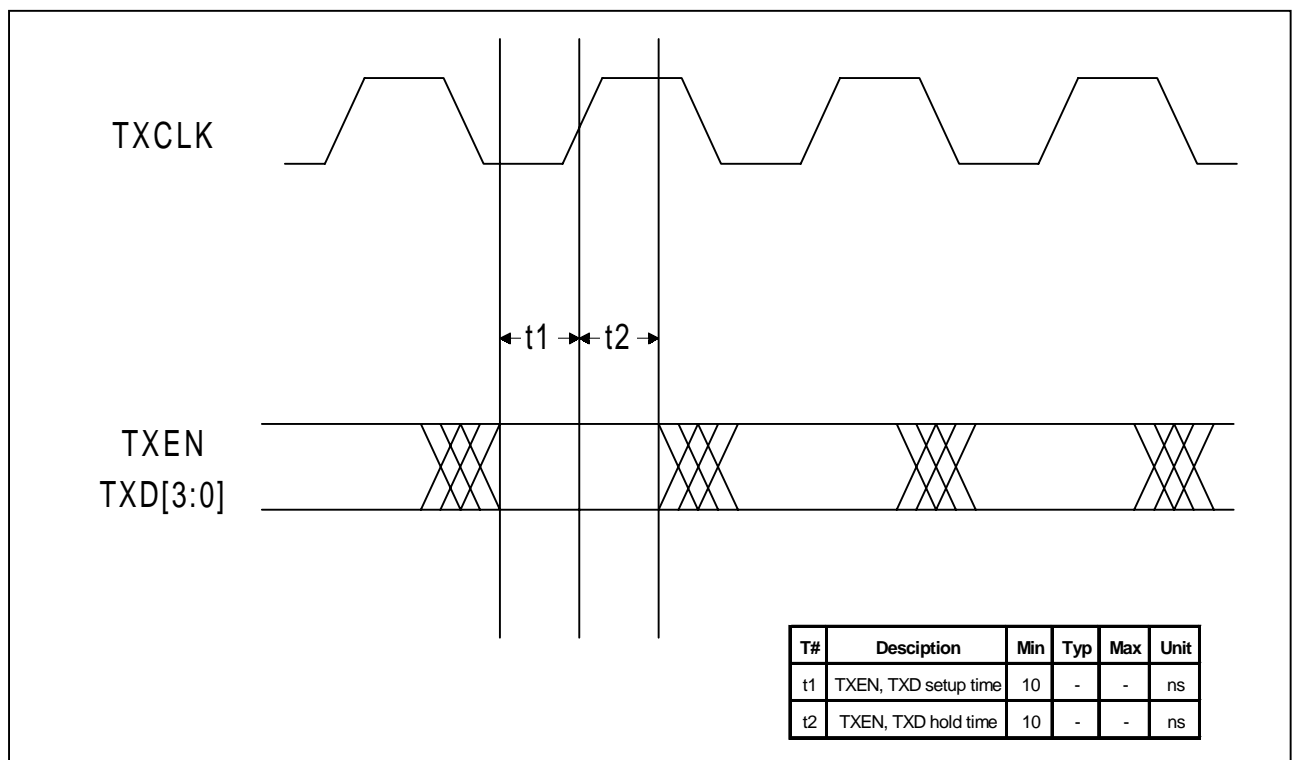 TXCLK
t1 t2
TXEN
TXD[3:0]
T# Desciption Min Typ Max Unit
t1 TXEN, TXD setup time 10 - - ns
t2 TXEN, TXD hold time 10 - - ns